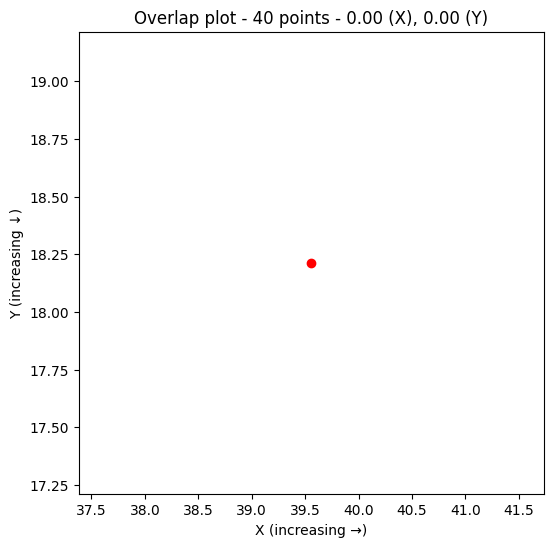 Overlap plot - 40 points - 0.00 (X), 0.00 (Y)
19.00
18.75
18.50
18.25
18.00
17.75
17.50
17.25
Y (increasing ↓)
37.5 38.0 38.5 39.0 39.5 40.0 40.5 41.0 41.5
X (increasing →)